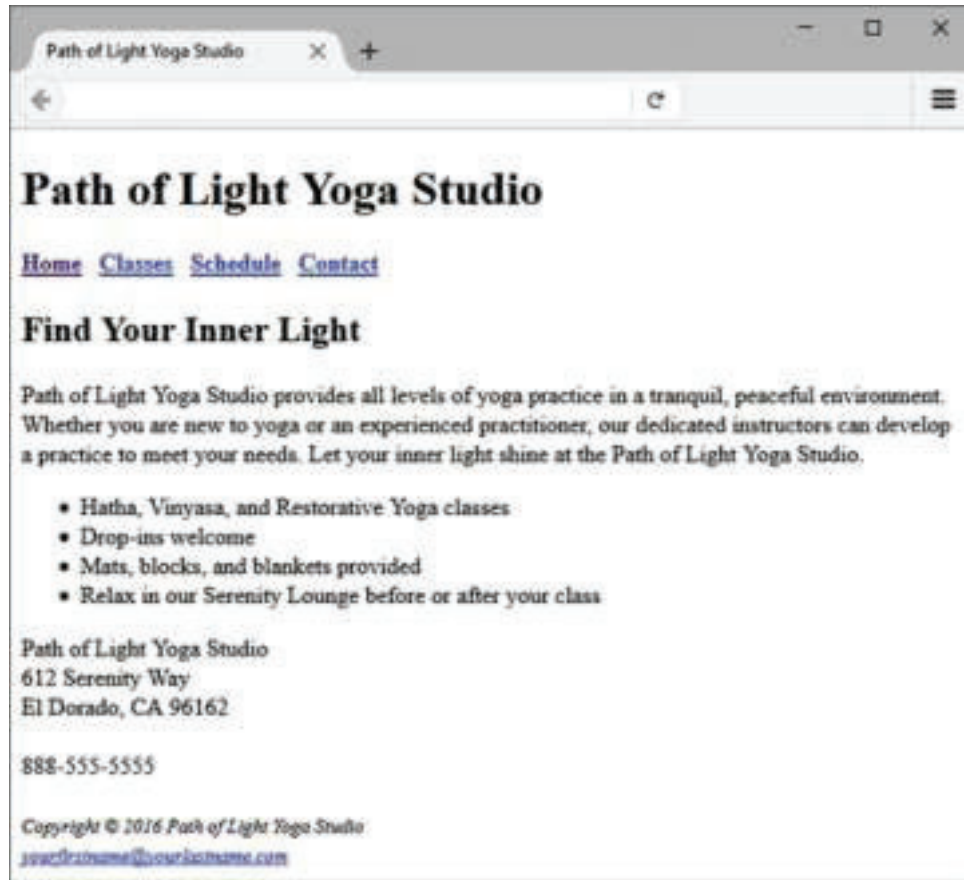 Path of Light Yoga Studio
Path of Light Yoga Studio
Home Classes Schedule Contact
Find Your Inner Light
Path of Light Yoga Studio provides all levels of yoga practice in a tranquil, peaceful environment.
Whether you are new to yoga or an experienced practitioner, our dedicated instructors can develop
a practice to meet your needs. Let your inner light shine at the Path of Light Yoga Studio.
• Hatha, Vinyasa, and Restorative Yoga classes
• Drop-ins welcome
• Mats, blocks, and blankets provided
• Relax in our Serenity Lounge before or after your class
Path of Light Yoga Studio
612 Serenity Way
El Dorado, CA 96162
888-555-5555
Copyright © 2016 Path of Light Yoga Studio
yourfirstname@yourlastname.com